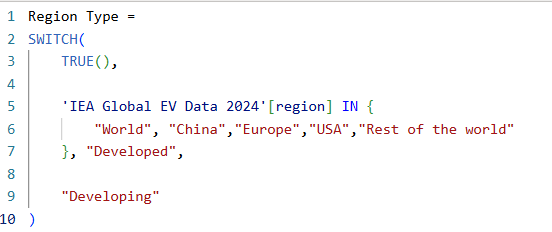 1 Region Type =
2 SWITCH(
3 TRUE(),
4
5 'IEA Global EV Data 2024'[region] IN {
6 "World", "China","Europe","USA","Rest of the world"
7 }, "Developed",
8
9 "Developing"
10 )